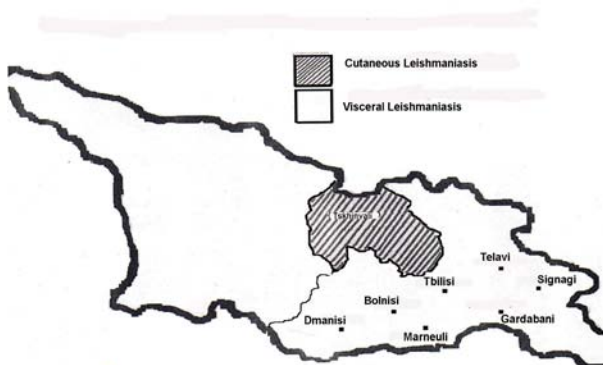 Cutaneous Leishmaniasis
Visceral Leishmaniasis
Tskhinvali
Telavi
Signagi
Tbilisi
Bolnisi
Gardabani
Dmanisi
Marneuli